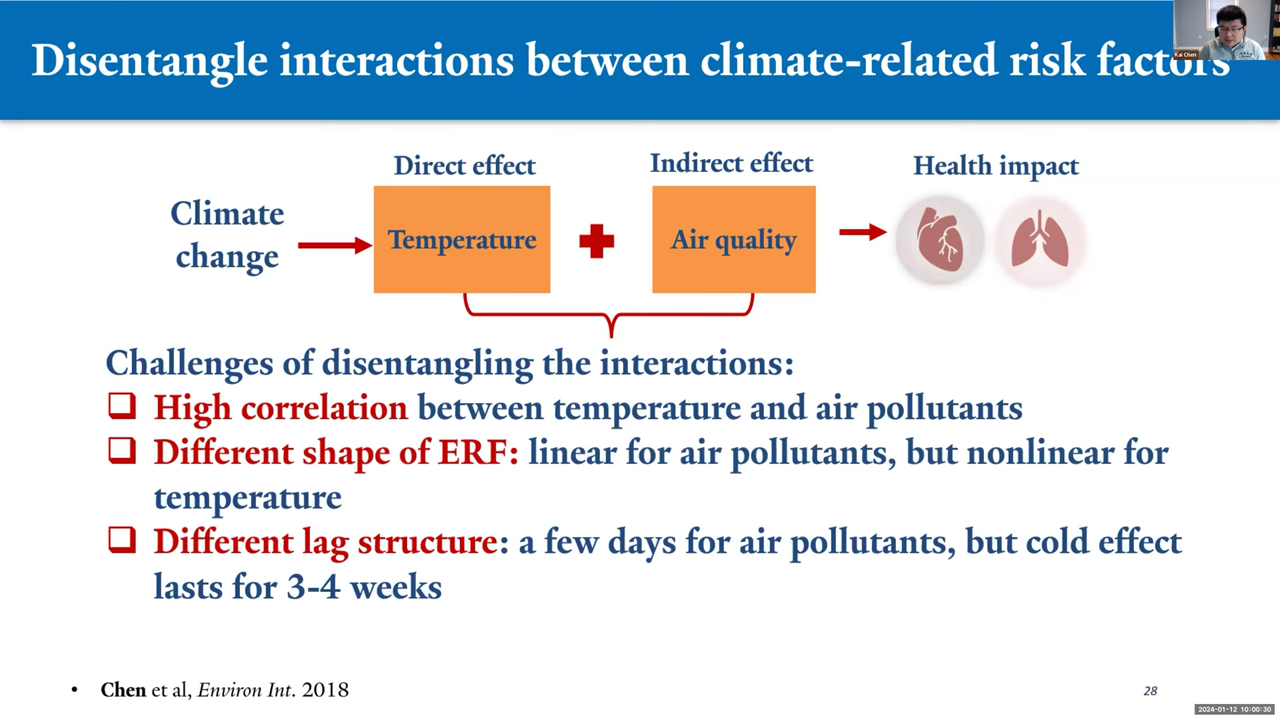 Disentangle interactions between climate-related risk factors
Kai Chen
Direct effect
Indirect effect
Health impact
Climate
change
Temperature
Air quality
Challenges of disentangling the interactions:
❑ High correlation between temperature and air pollutants
❑ Different shape of ERF: linear for air pollutants, but nonlinear for
temperature
❑ Different lag structure: a few days for air pollutants, but cold effect
lasts for 3-4 weeks
• Chen et al, Environ Int. 2018
28
2024-01-12 10:00:30